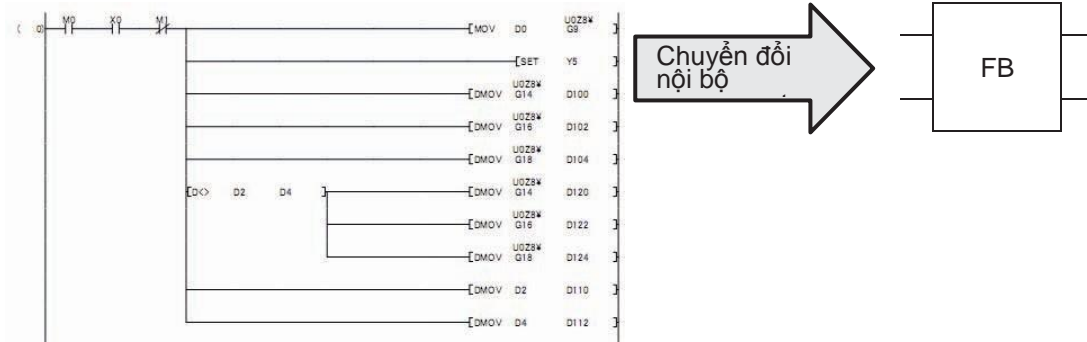 ( 0) M0 X0 M1 [MOV D0 U0Z8¥ G9 ]
[SET Y5 ]
[DMOV U0Z8¥ G14 D100 ]
[DMOV U0Z8¥ G16 D102 ]
[DMOV U0Z8¥ G18 D104 ]
[D<> D2 D4 ] [DMOV U0Z8¥ G14 D120 ]
[DMOV U0Z8¥ G16 D122 ]
[DMOV U0Z8¥ G18 D124 ]
[DMOV D2 D110 ]
[DMOV D4 D112 ]
Chuyển đổi
nội bộ
FB